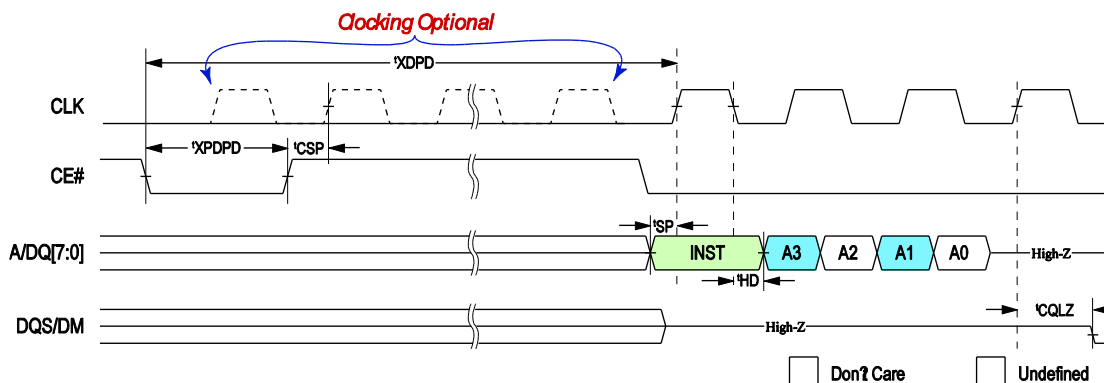 Clocking Optional
tXDPD
CLK
tXPDPD
tCSP
CE#
tSP
A/DQ[7:0]
INST
A3
A2
A1
A0
High-Z
tHD
tCQLZ
DQS/DM
High-Z
Don?t Care
Undefined